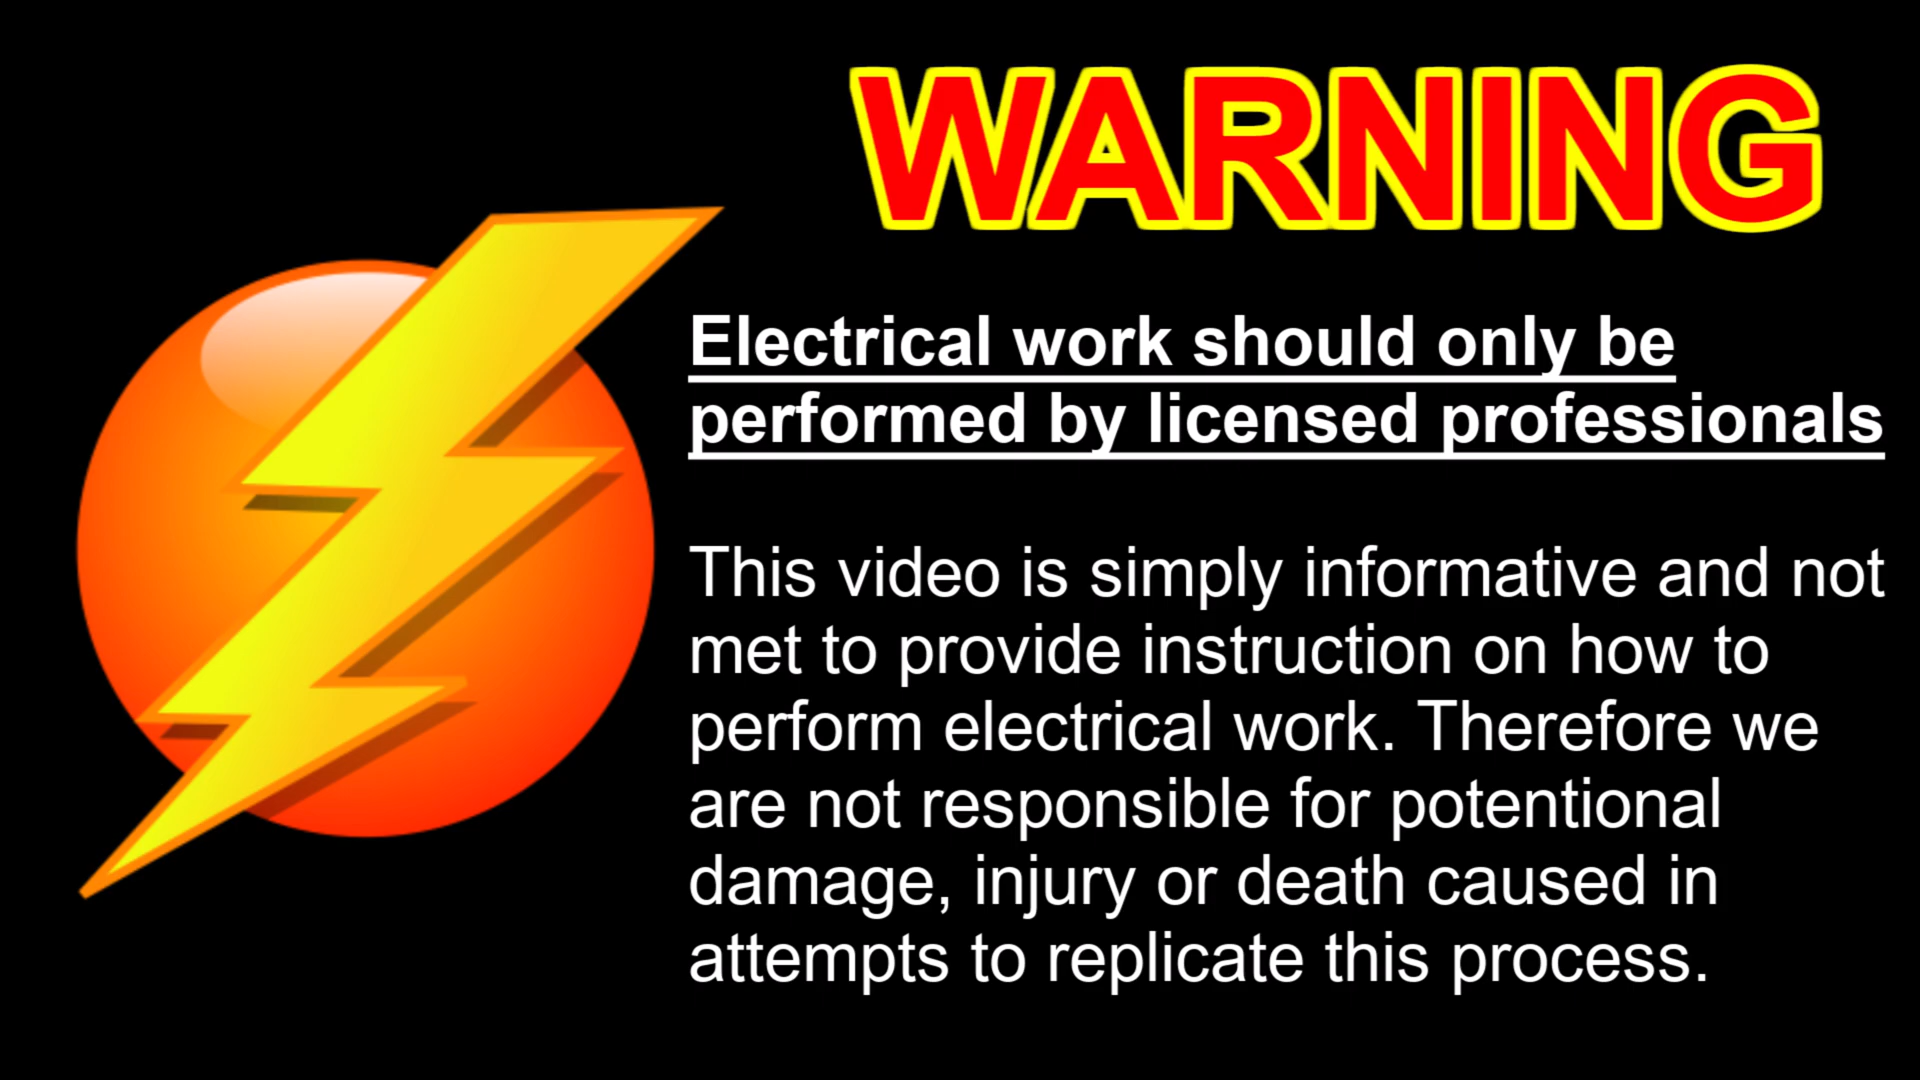 WARNING
Electrical work should only be
performed by licensed professionals
This video is simply informative and not
met to provide instruction on how to
perform electrical work. Therefore we
are not responsible for potentional
damage, injury or death caused in
attempts to replicate this process.